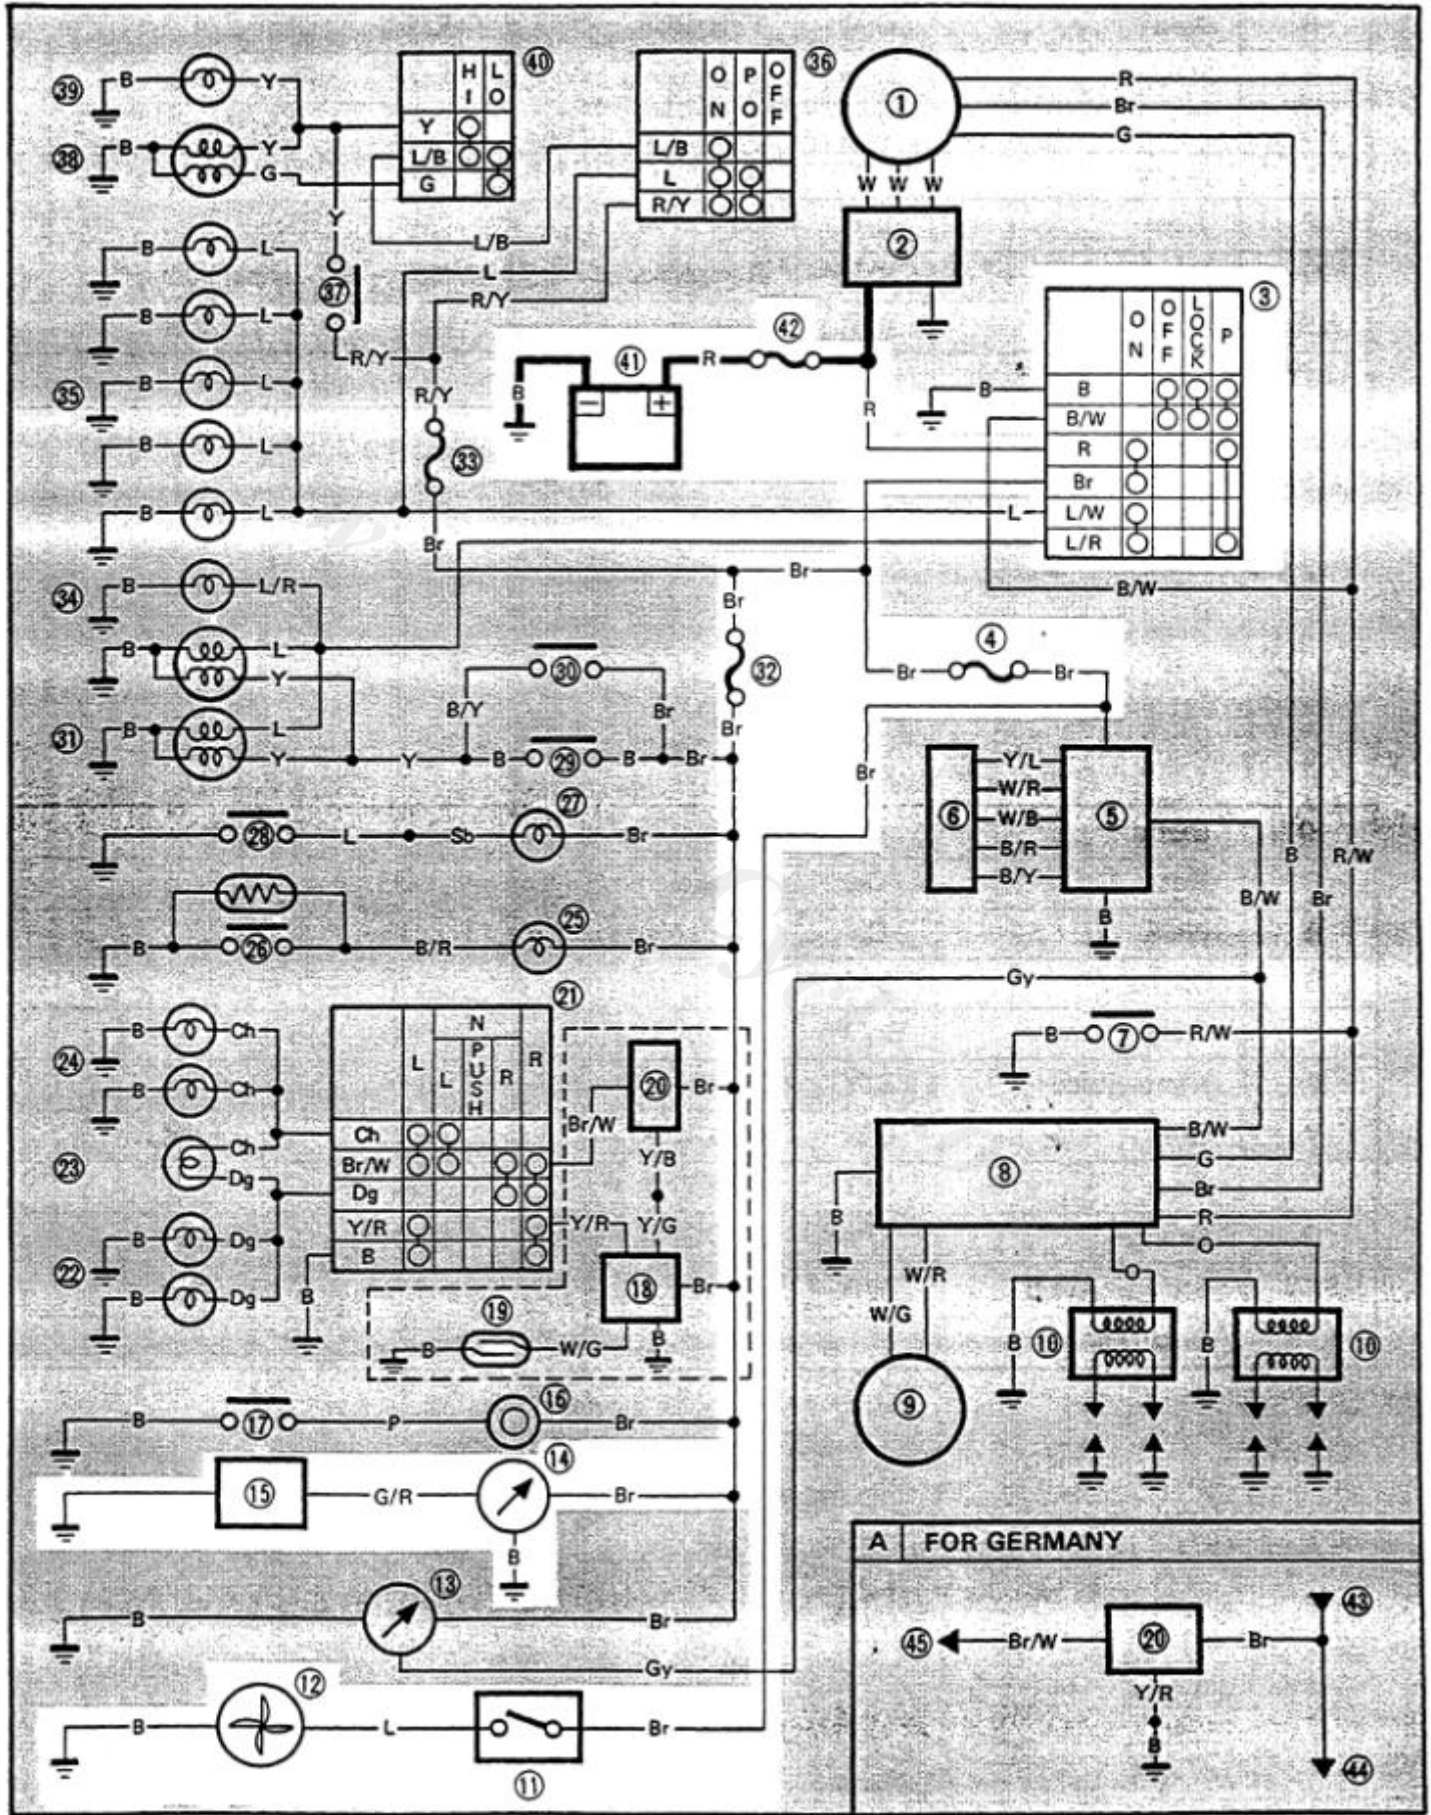 39 B Y
38 B Y G
40 HI LO
Y
L/B
G
36 ON PO OFF
L/B
L
R/Y
1 R
Br
G
W W W
2
Y
L/B
L
R/Y
37
R/Y
R/Y
B L
B L
35 B L
B L
B L
33
Br
B 41 R 42
− +
R
3 ON OFF LOCK P
B B
B/W
R
Br
L L/W
L/R
B/W
34 B L/R
B L
Y
31 B L
Y Y
B/Y 30 Br
B 29 B Br
Br Br
32
Br
Br 4 Br
Br
28 L Sb 27 Br
6 Y/L 5
W/R
W/B
B/R
B/Y
B
B R/W
B/W Br
B 26 B/R 25 Br
Gy
B 7 R/W
24 B Ch
B Ch
23 Ch
Dg
22 B Dg
B Dg
21 L N R
L PUSH R
Ch
Br/W
Dg
Y/R
B
B
20 Br
Br/W
Y/B
Y/G
Y/R
18 Br
B
B 19 W/G
8 B/W
G
Br
R
O
O
B W/R
W/G
9
B 10 B 10
B 17 P 16 Br
15 G/R 14 Br
B
B 13 Br
Gy
B 12 L 11 Br
A FOR GERMANY
43
45 Br/W 20 Br
Y/R
B
44